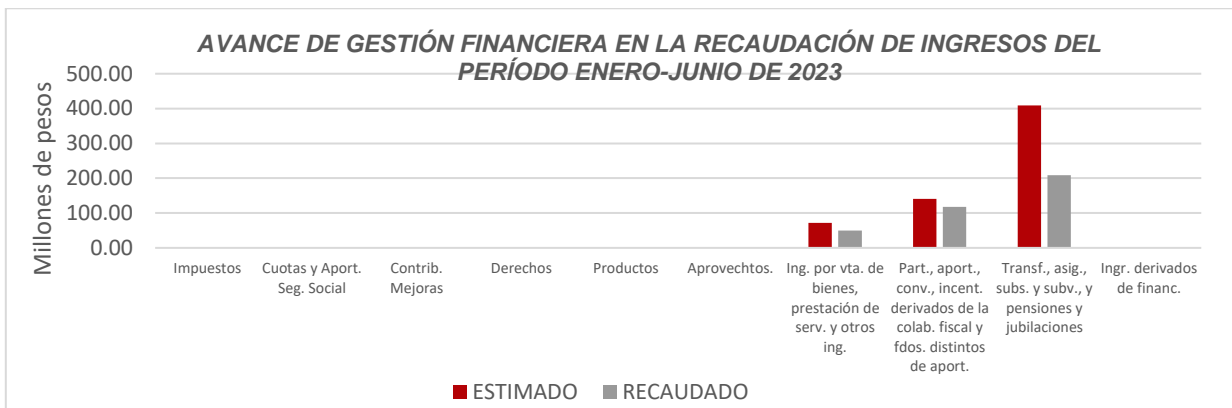 AVANCE DE GESTIÓN FINANCIERA EN LA RECAUDACIÓN DE INGRESOS DEL
PERÍODO ENERO-JUNIO DE 2023
Millones de pesos
500.00
400.00
300.00
200.00
100.00
0.00
Impuestos
Cuotas y Aport.
Seg. Social
Contrib.
Mejoras
Derechos
Productos
Aprovechtos.
Ing. por vta. de
bienes,
prestación de
serv. y otros
ing.
Part., aport.,
conv., incent.
derivados de la
colab. fiscal y
fdos. distintos
de aport.
Transf., asig.,
subs. y subv., y
pensiones y
jubilaciones
Ingr. derivados
de financ.
ESTIMADO
RECAUDADO